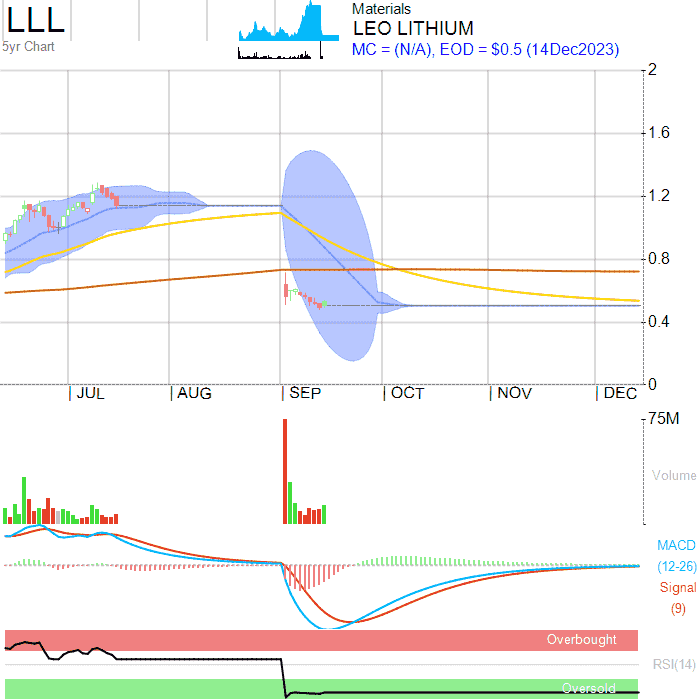 LLL
5yr Chart
Materials
LEO LITHIUM
MC = (N/A), EOD = $0.5 (14Dec2023)
2
1.6
1.2
0.8
0.4
0
JUL AUG SEP OCT NOV DEC
75M
Volume
MACD
(12-26)
Signal
(9)
Overbought
RSI(14)
Oversold